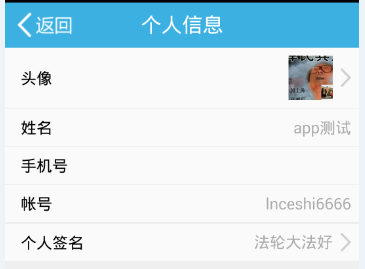 返回 个人信息
头像
姓名 app测试
手机号
帐号 lnceshi6666
个人签名 法轮大法好